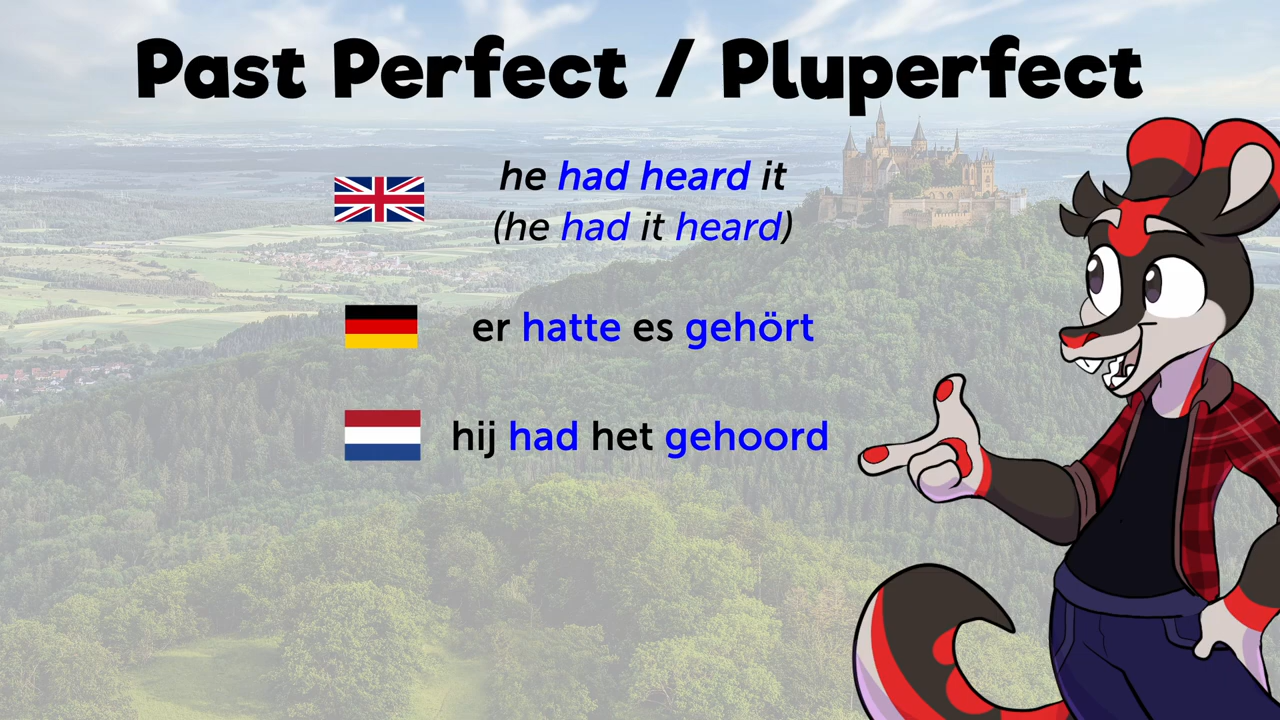 Past Perfect / Pluperfect
he had heard it
(he had it heard)
er hatte es gehört
hij had het gehoord